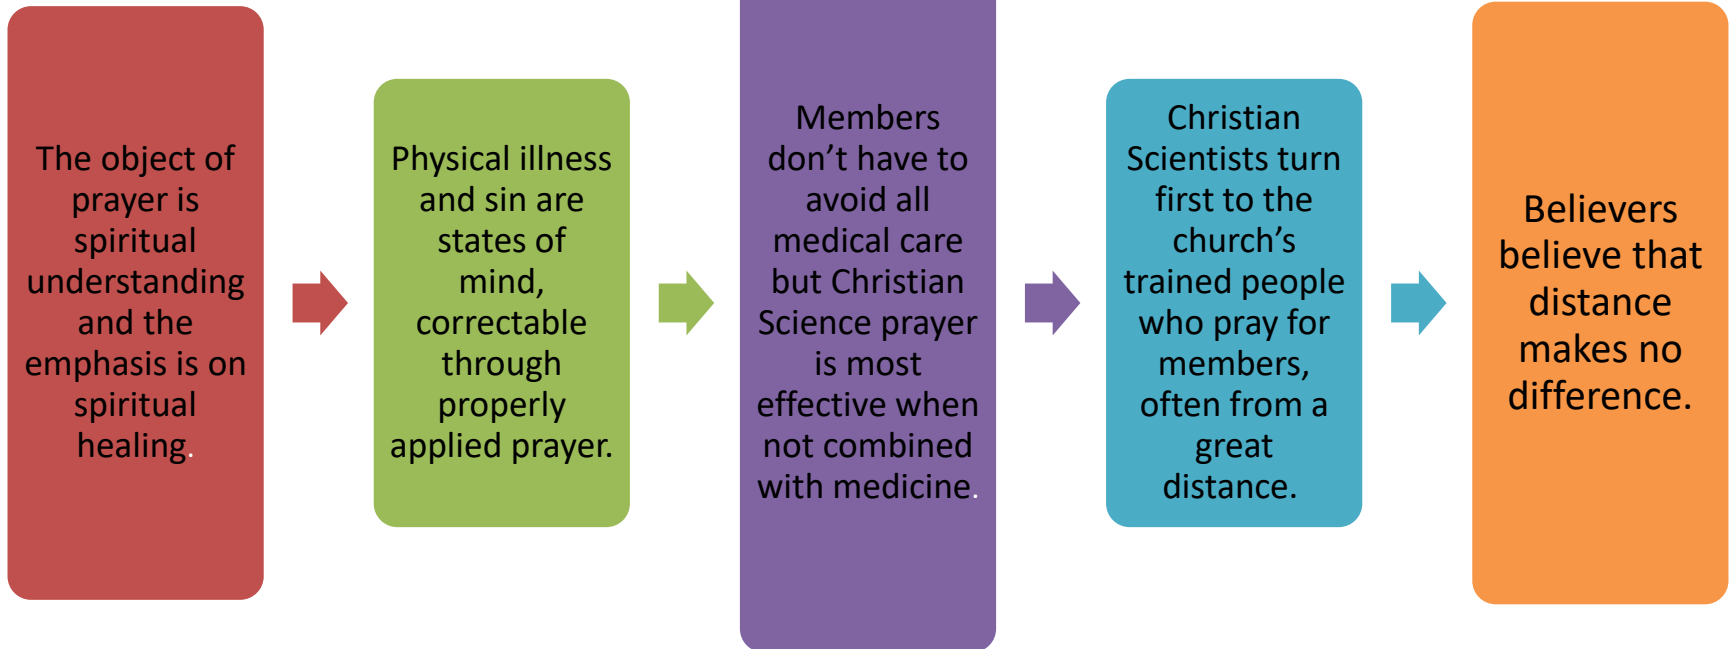 The object of
prayer is
spiritual
understanding
and the
emphasis is on
spiritual
healing.
Physical illness
and sin are
states of
mind,
correctable
through
properly
applied prayer.
Members
don’t have to
avoid all
medical care
but Christian
Science prayer
is most
effective when
not combined
with medicine.
Christian
Scientists turn
first to the
church’s
trained people
who pray for
members,
often from a
great
distance.
Believers
believe that
distance
makes no
difference.